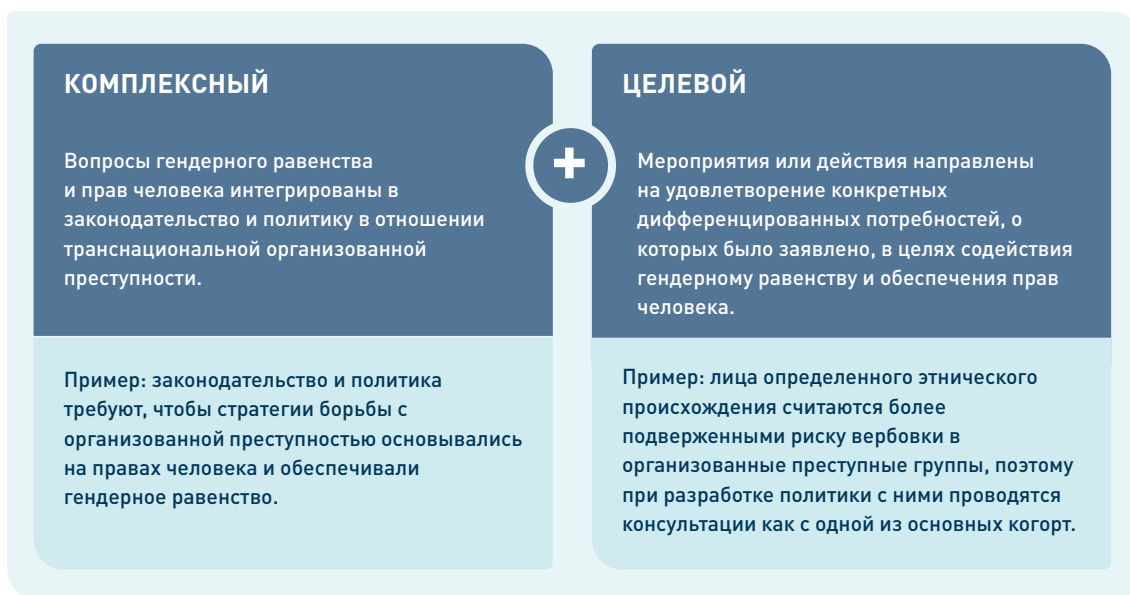 КОМПЛЕКСНЫЙ
Вопросы гендерного равенства
и прав человека интегрированы в
законодательство и политику в отношении
транснациональной организованной
преступности.
Пример: законодательство и политика
требуют, чтобы стратегии борьбы с
организованной преступностью основывались
на правах человека и обеспечивали
гендерное равенство.
+
ЦЕЛЕВОЙ
Мероприятия или действия направлены
на удовлетворение конкретных
дифференцированных потребностей, о
которых было заявлено, в целях содействия
гендерному равенству и обеспечения прав
человека.
Пример: лица определенного этнического
происхождения считаются более
подверженными риску вербовки в
организованные преступные группы, поэтому
при разработке политики с ними проводятся
консультации как с одной из основных когорт.